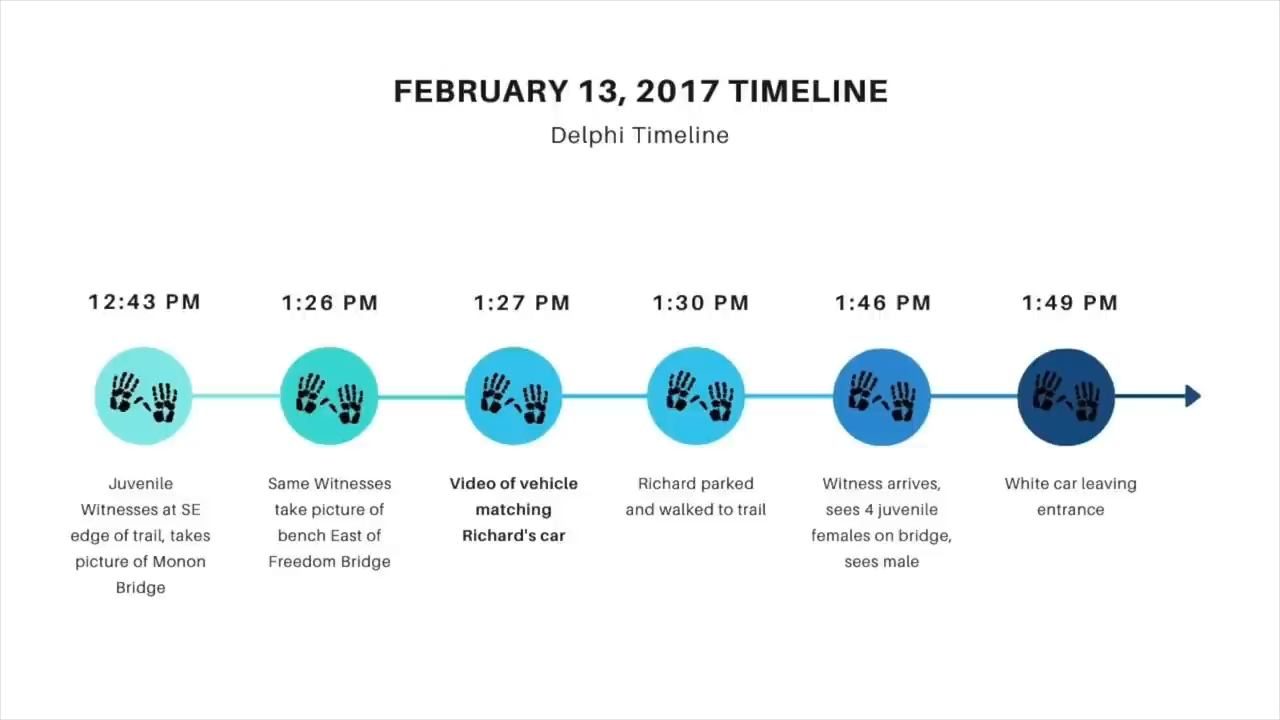 FEBRUARY 13, 2017 TIMELINE
Delphi Timeline
12:43 PM
Juvenile
Witnesses at SE
edge of trail, takes
picture of Monon
Bridge
1:26 PM
Same Witnesses
take picture of
bench East of
Freedom Bridge
1:27 PM
Video of vehicle
matching
Richard's car
1:30 PM
Richard parked
and walked to trail
1:46 PM
Witness arrives,
sees 4 juvenile
females on bridge,
sees male
1:49 PM
White car leaving
entrance